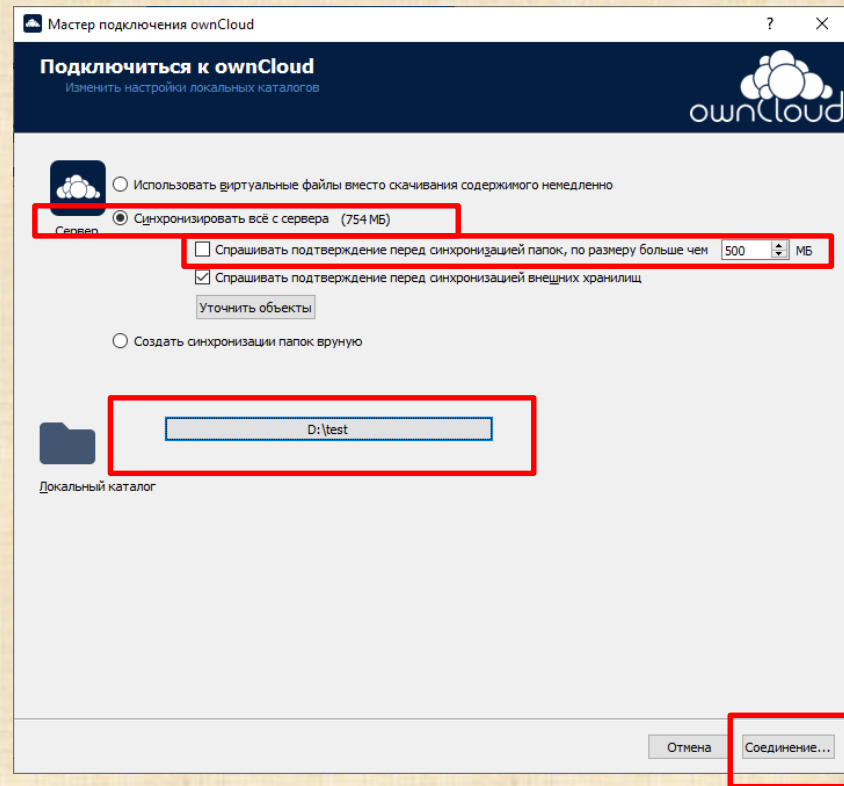 Мастер подключения ownCloud
Подключиться к ownCloud
Изменить настройки локальных каталогов
ownCloud
Использовать виртуальные файлы вместо скачивания содержимого немедленно
Синхронизировать всё с сервера (754 МБ)
Сервер
Спрашивать подтверждение перед синхронизацией папок, по размеру больше чем 500 МБ
Спрашивать подтверждение перед синхронизацией внешних хранилищ
Уточнить объекты
Создать синхронизации папок вруную
D:\test
Локальный каталог
Отмена
Соединение...